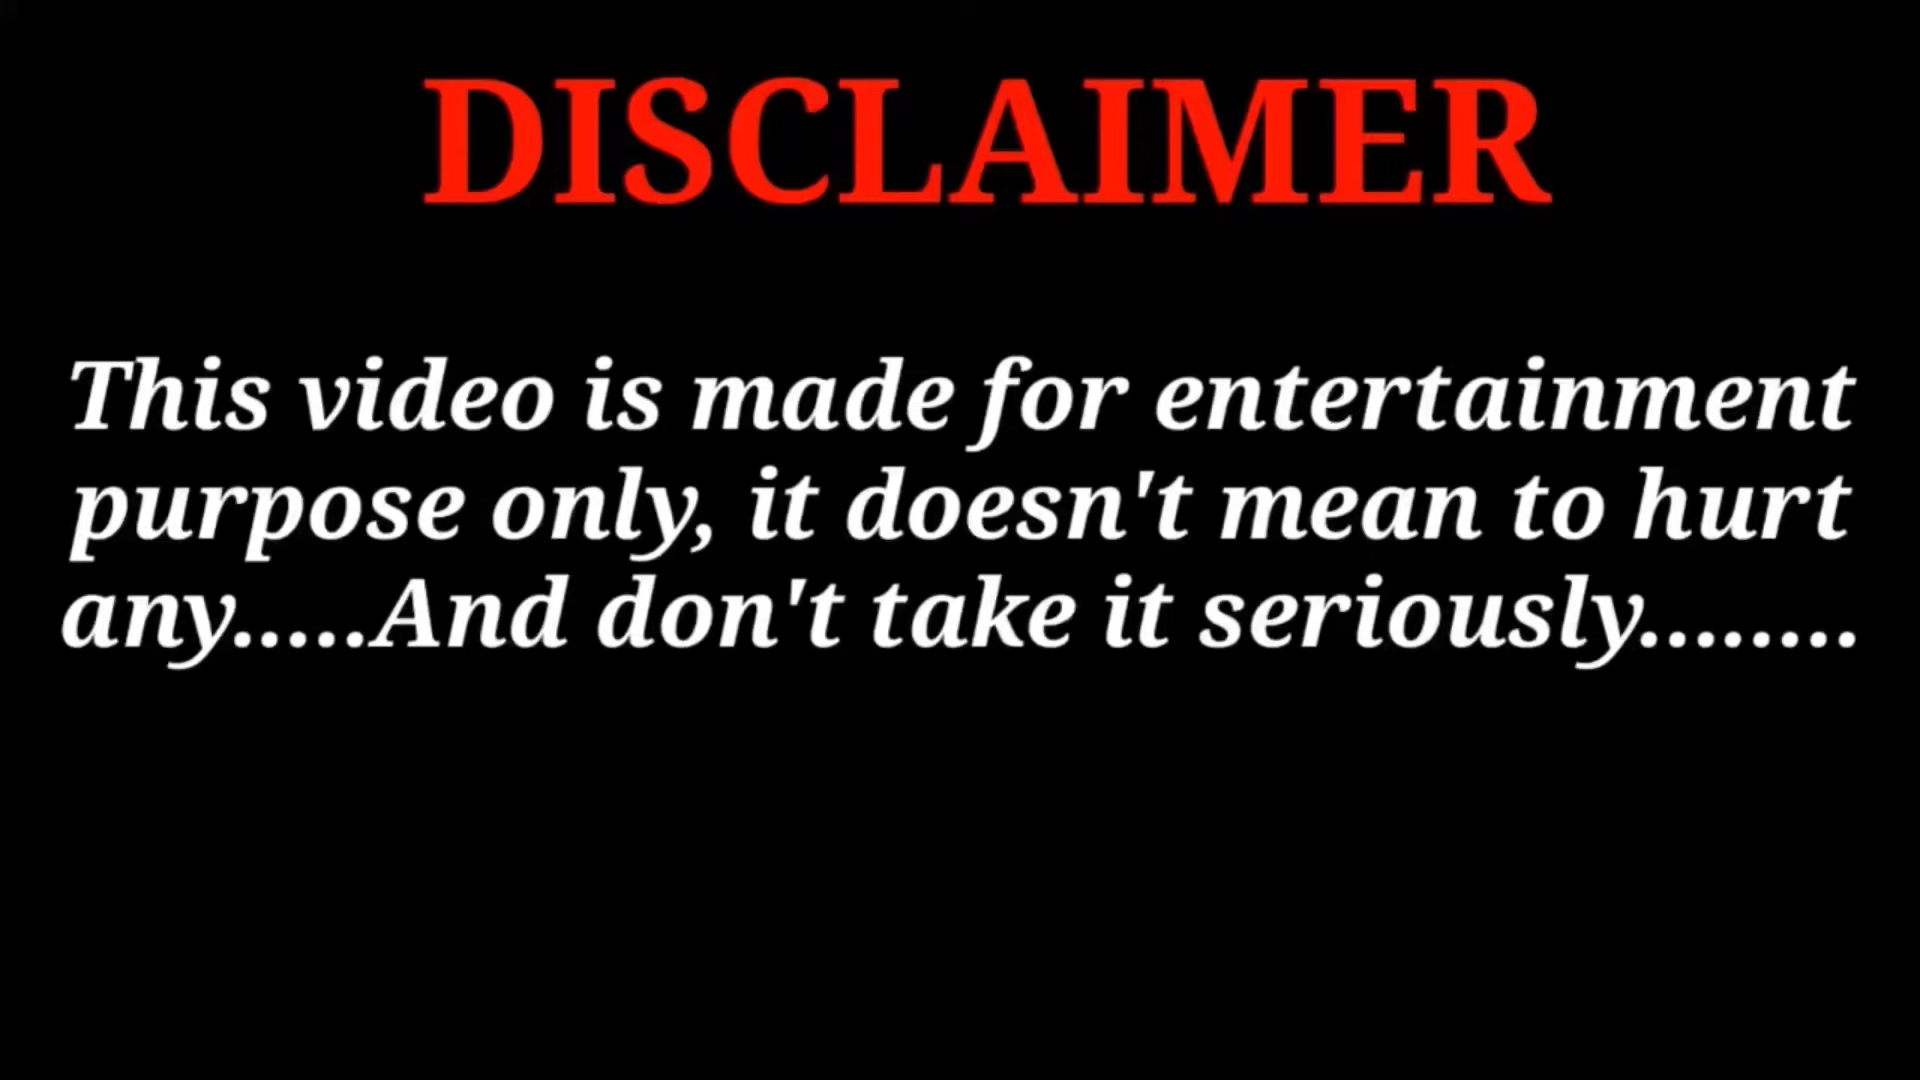 DISCLAIMER
This video is made for entertainment
purpose only, it doesn't mean to hurt
any.....And don't take it seriously........